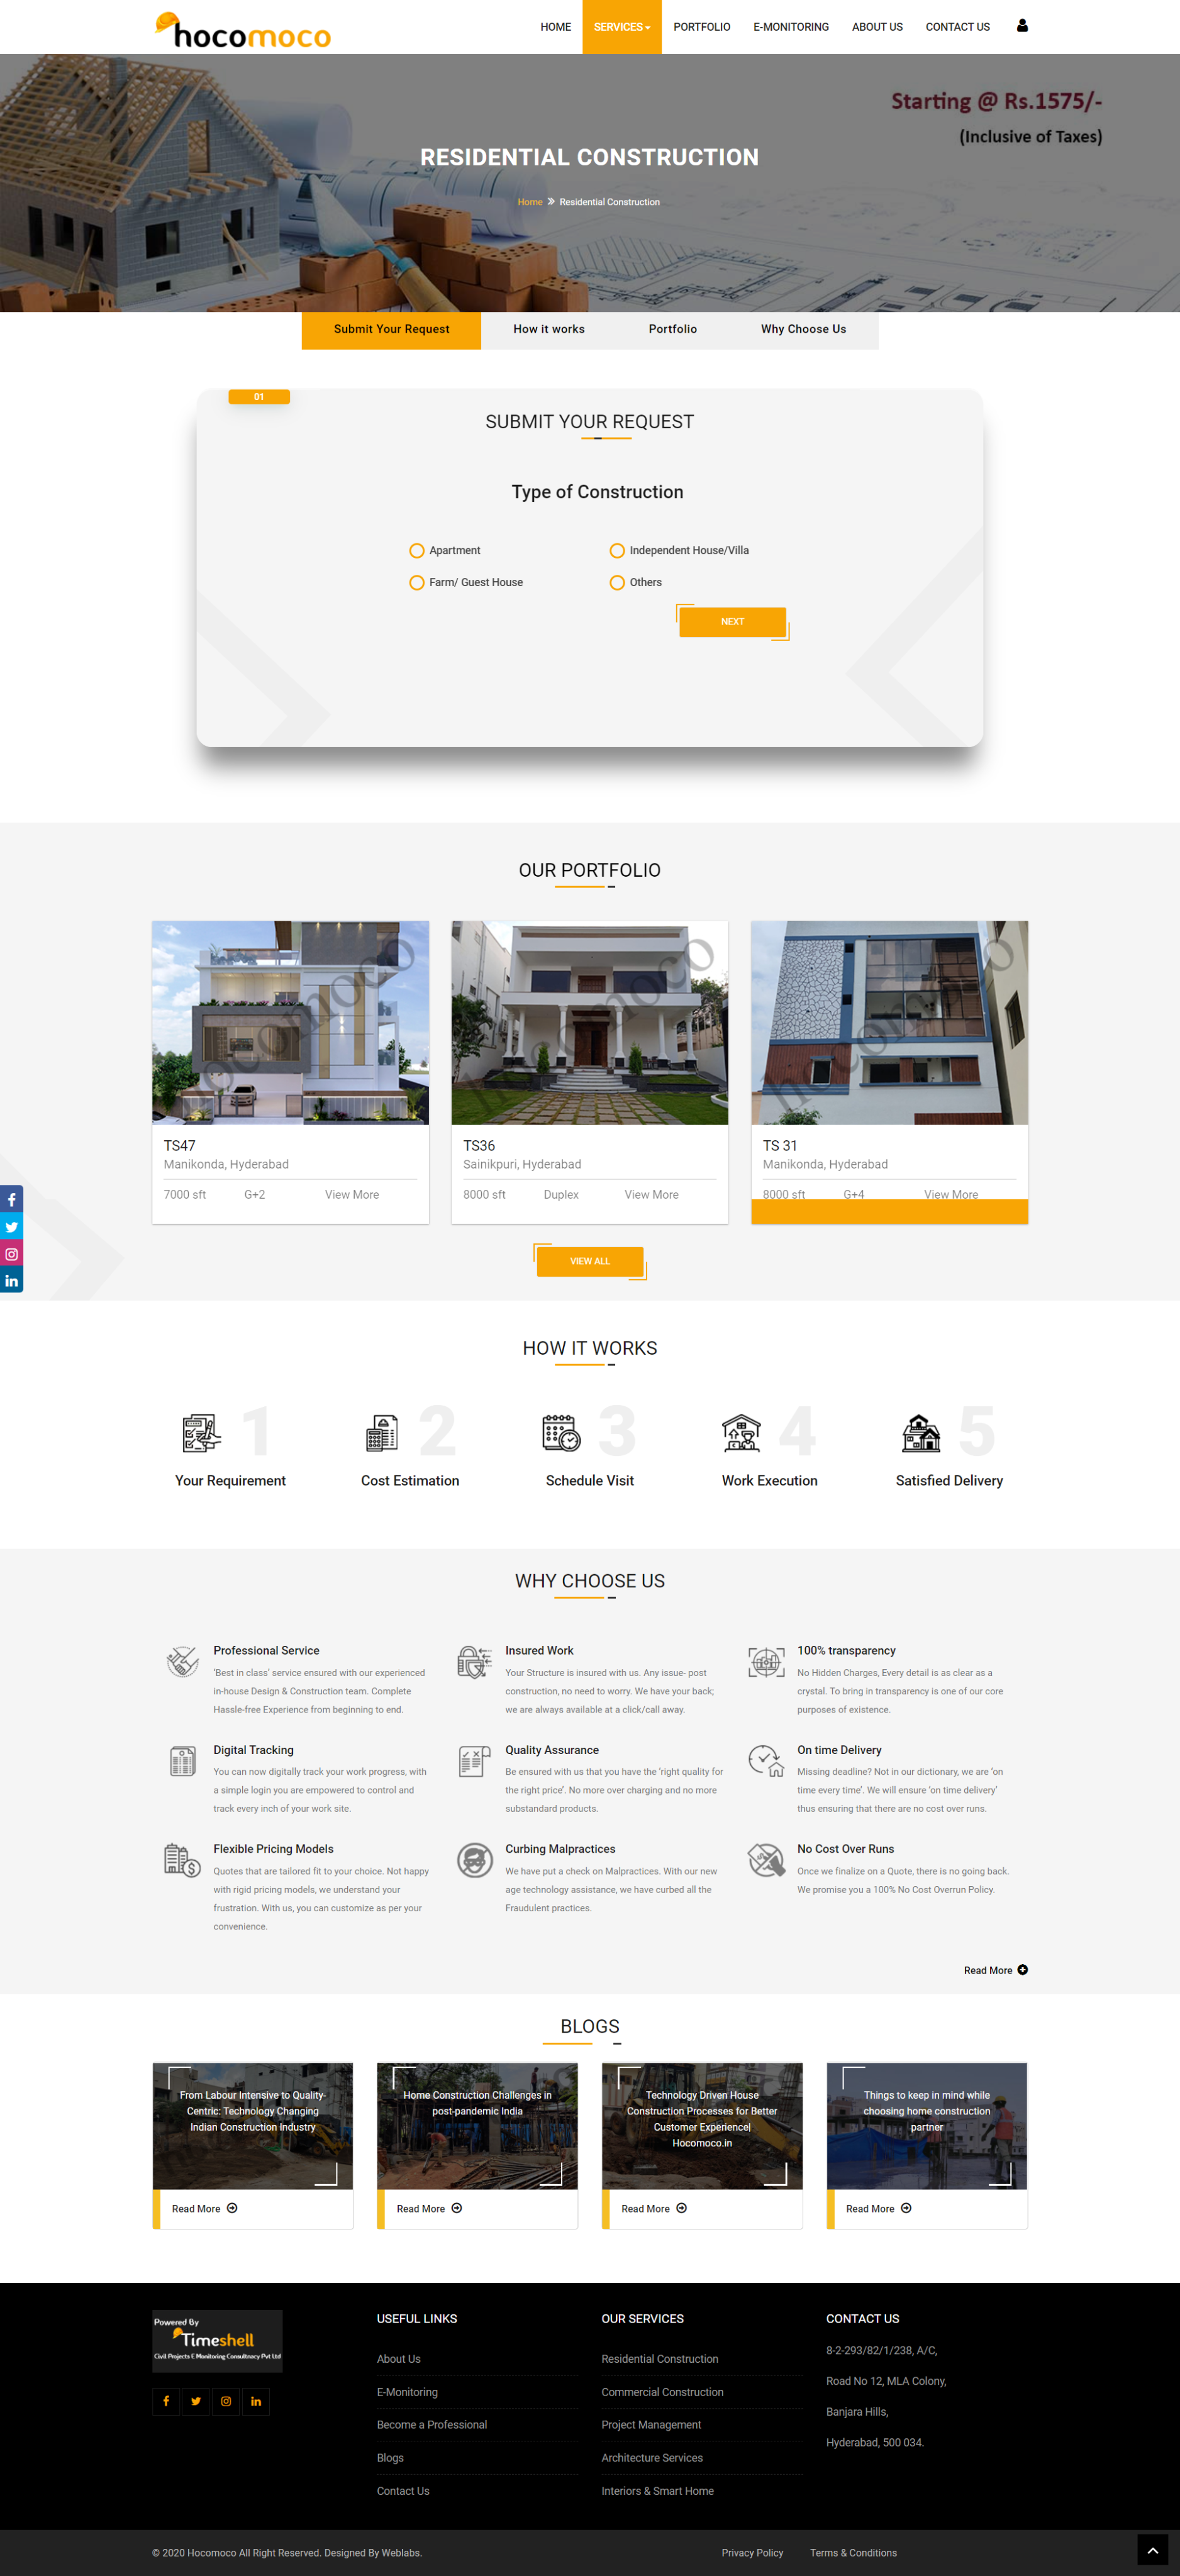 hocomoco
HOME
SERVICES
PORTFOLIO
E-MONITORING
ABOUT US
CONTACT US
Starting @ Rs.1575/-
(Inclusive of Taxes)
RESIDENTIAL CONSTRUCTION
Home » Residential Construction
Submit Your Request
How it works
Portfolio
Why Choose Us
01
SUBMIT YOUR REQUEST
Type of Construction
Apartment
Independent House/Villa
Farm/ Guest House
Others
NEXT
OUR PORTFOLIO
hocomoco
hocomoco
hocomoco
TS47
Manikonda, Hyderabad
7000 sft
G+2
View More
TS36
Sainikpuri, Hyderabad
8000 sft
Duplex
View More
TS 31
Manikonda, Hyderabad
8000 sft
G+4
View More
VIEW ALL
HOW IT WORKS
1
Your Requirement
2
Cost Estimation
3
Schedule Visit
4
Work Execution
5
Satisfied Delivery
WHY CHOOSE US
Professional Service
'Best in class' service ensured with our experienced
in-house Design & Construction team. Complete
Hassle-free Experience from beginning to end.
Insured Work
Your Structure is insured with us. Any issue- post
construction, no need to worry. We have your back;
we are always available at a click/call away.
100% transparency
No Hidden Charges, Every detail is as clear as a
crystal. To bring in transparency is one of our core
purposes of existence.
Digital Tracking
You can now digitally track your work progress, with
a simple login you are empowered to control and
track every inch of your work site.
Quality Assurance
Be ensured with us that you have the 'right quality for
the right price'. No more over charging and no more
substandard products.
On time Delivery
Missing deadline? Not in our dictionary, we are 'on
time every time'. We will ensure 'on time delivery'
thus ensuring that there are no cost over runs.
Flexible Pricing Models
Quotes that are tailored fit to your choice. Not happy
with rigid pricing models, we understand your
frustration. With us, you can customize as per your
convenience.
Curbing Malpractices
We have put a check on Malpractices. With our new
age technology assistance, we have curbed all the
Fraudulent practices.
No Cost Over Runs
Once we finalize on a Quote, there is no going back.
We promise you a 100% No Cost Overrun Policy.
Read More
BLOGS
From Labour Intensive to Quality-
Centric: Technology Changing
Indian Construction Industry
Read More
Home Construction Challenges in
post-pandemic India
Read More
Technology Driven House
Construction Processes for Better
Customer Experience|
Hocomoco.in
Read More
Things to keep in mind while
choosing home construction
partner
Read More
Powered By
Timeshell
Civil Projects E Monitoring Consultnacy Pvt Ltd
USEFUL LINKS
About Us
E-Monitoring
Become a Professional
Blogs
Contact Us
OUR SERVICES
Residential Construction
Commercial Construction
Project Management
Architecture Services
Interiors & Smart Home
CONTACT US
8-2-293/82/1/238, A/C,
Road No 12, MLA Colony,
Banjara Hills,
Hyderabad, 500 034.
© 2020 Hocomoco All Right Reserved. Designed By Weblabs.
Privacy Policy
Terms & Conditions